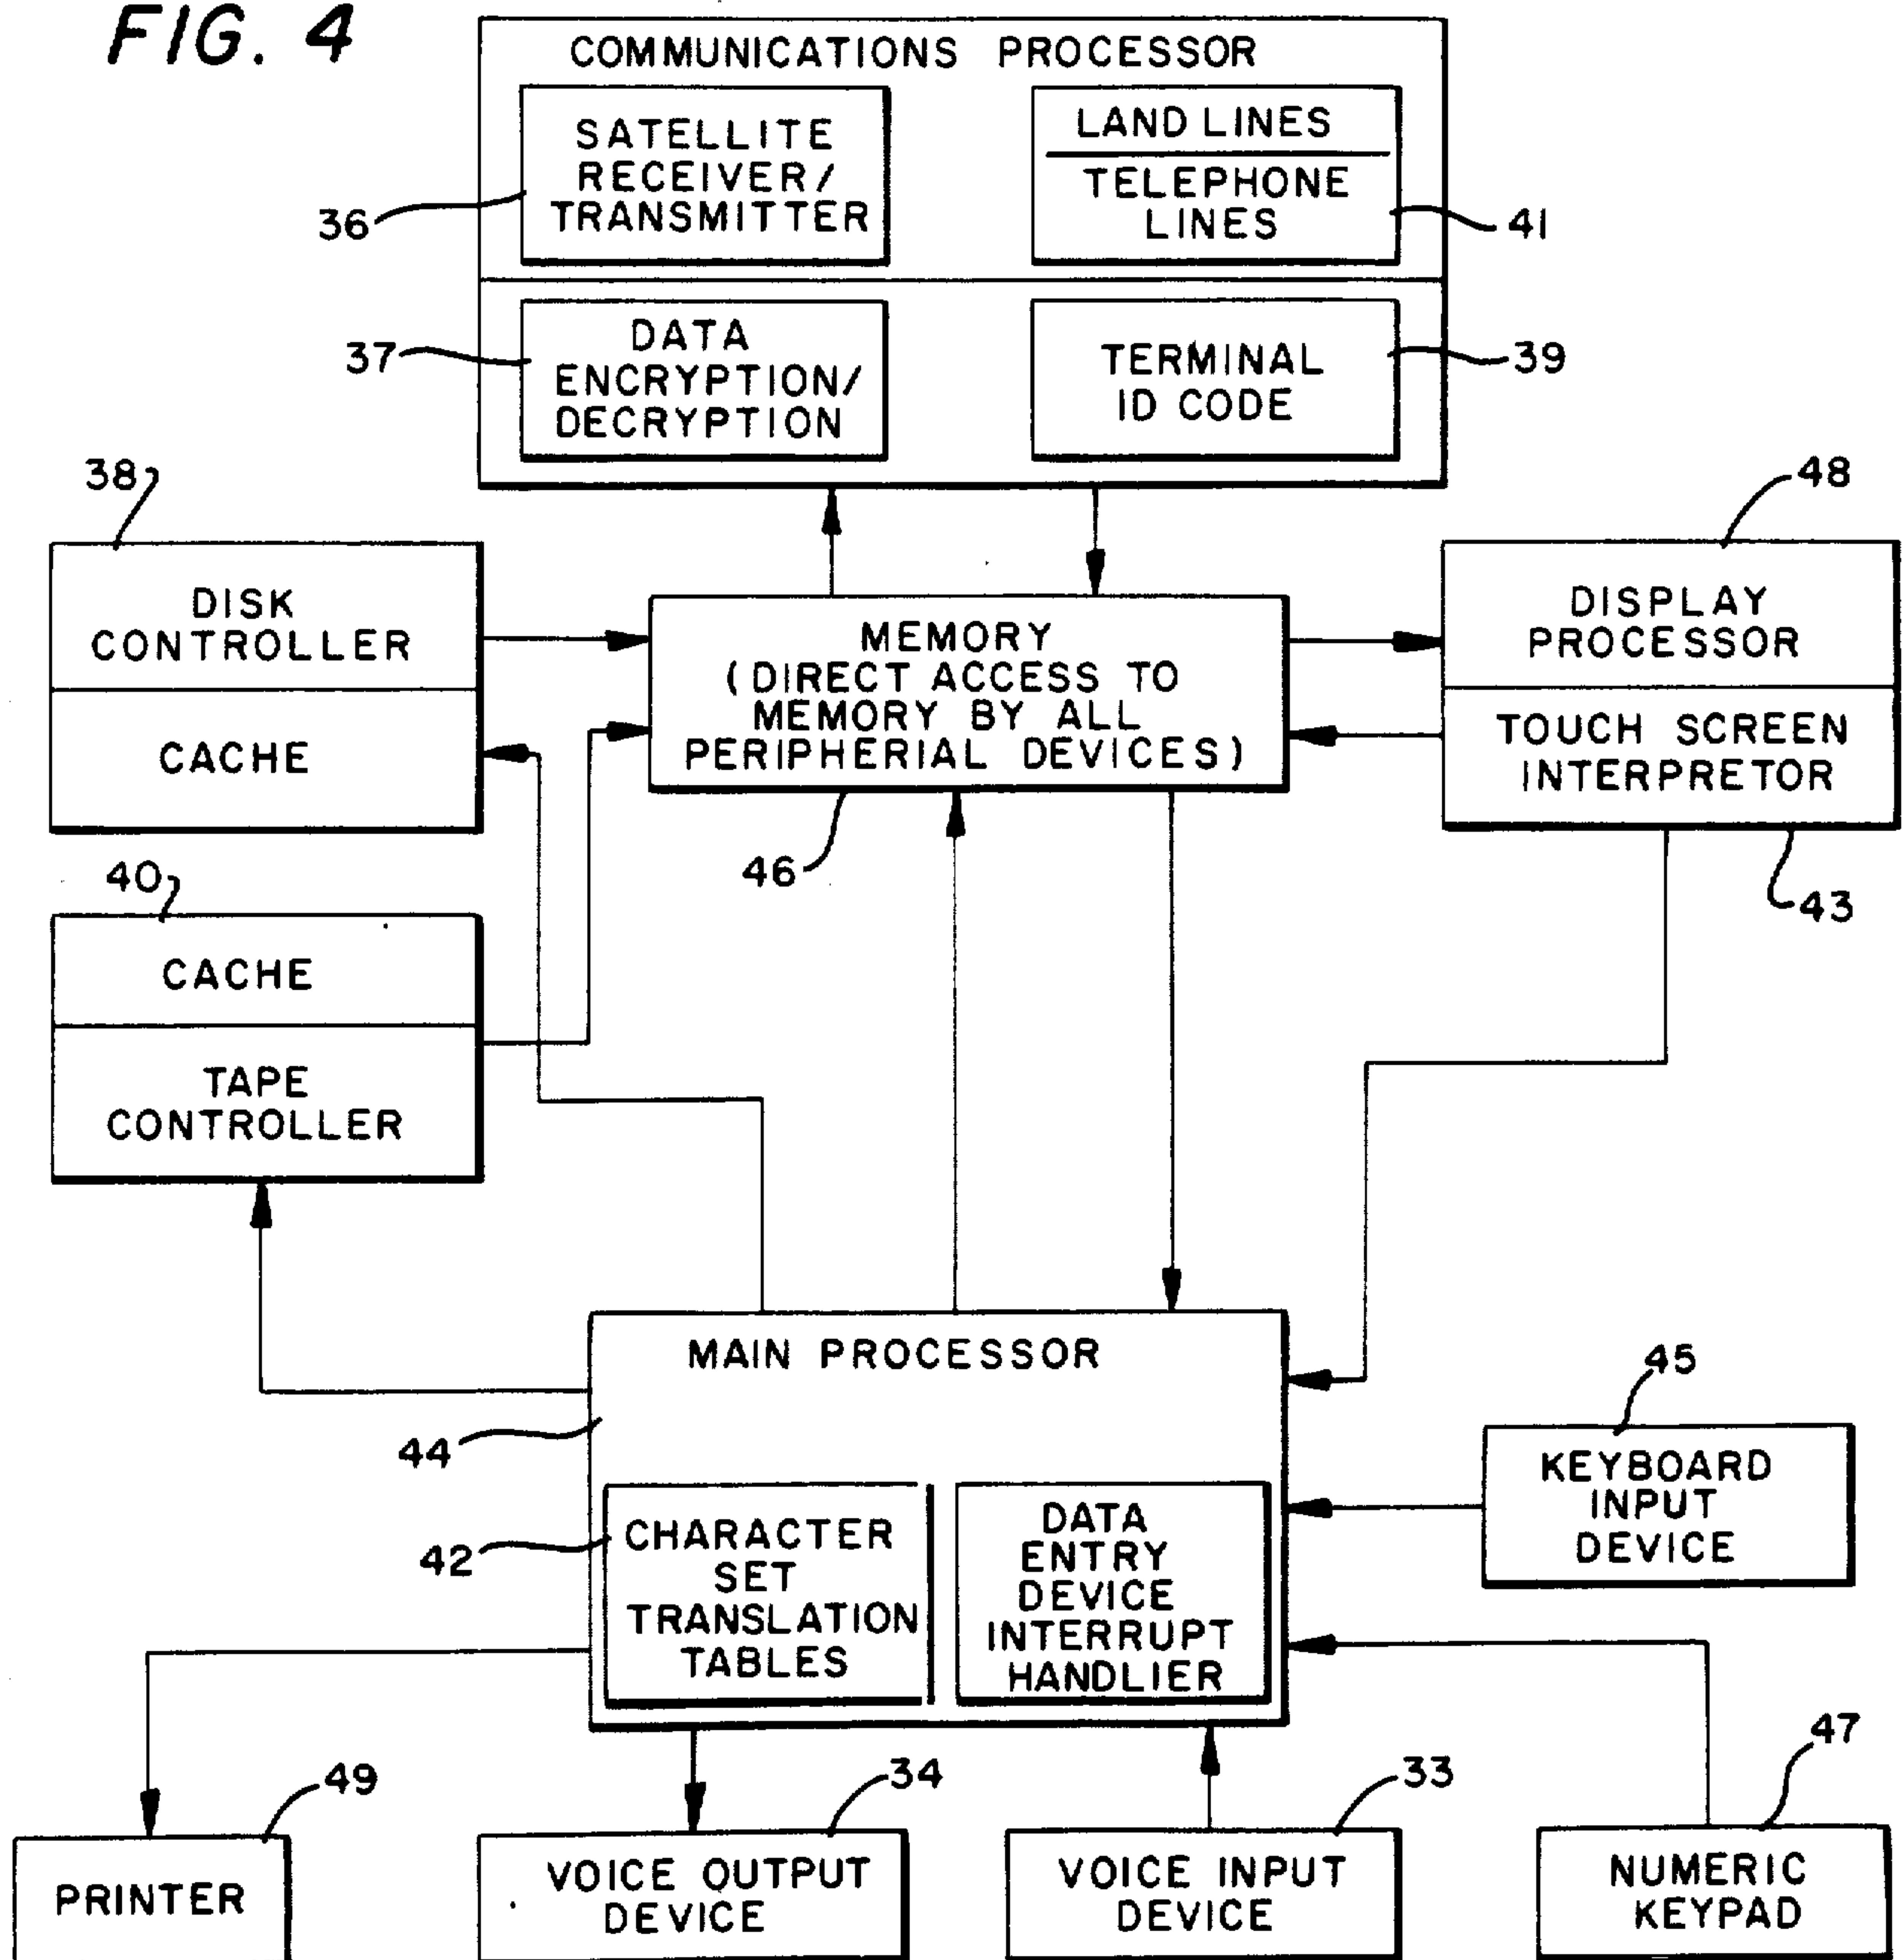 FIG. 4
COMMUNICATIONS PROCESSOR
SATELLITE
RECEIVER/
TRANSMITTER
36
LAND LINES
TELEPHONE
LINES
41
DATA
ENCRYPTION/
DECRYPTION
37
TERMINAL
ID CODE
39
38
DISK
CONTROLLER
CACHE
MEMORY
(DIRECT ACCESS TO
MEMORY BY ALL
PERIPHERIAL DEVICES)
46
48
DISPLAY
PROCESSOR
TOUCH SCREEN
INTERPRETOR
43
40
CACHE
TAPE
CONTROLLER
MAIN PROCESSOR
44
42
CHARACTER
SET
TRANSLATION
TABLES
DATA
ENTRY
DEVICE
INTERRUPT
HANDLIER
45
KEYBOARD
INPUT
DEVICE
49
PRINTER
34
VOICE OUTPUT
DEVICE
33
VOICE INPUT
DEVICE
47
NUMERIC
KEYPAD